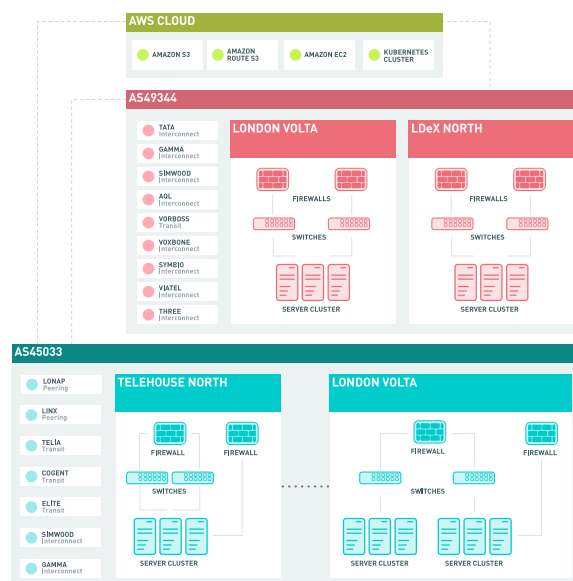 AWS CLOUD
AMAZON S3
AMAZON
ROUTE S3
AMAZON EC2
KUBERNETES
CLUSTER
AS49344
TATA
Interconnect
GAMMA
Interconnect
SIMWOOD
Interconnect
AQL
Interconnect
VORBOSS
Transit
VOXBONE
Interconnect
SYMBIO
Interconnect
VIATEL
Interconnect
THREE
Interconnect
LONDON VOLTA
FIREWALLS
SWITCHES
SERVER CLUSTER
LDeX NORTH
FIREWALLS
SWITCHES
SERVER CLUSTER
AS45033
LONAP
Peering
LINX
Peering
TELIA
Transit
COGENT
Transit
ELITE
Transit
SIMWOOD
Interconnect
GAMMA
Interconnect
TELEHOUSE NORTH
FIREWALL
FIREWALL
SWITCHES
SERVER CLUSTER
LONDON VOLTA
FIREWALL
FIREWALL
SWITCHES
SERVER CLUSTER